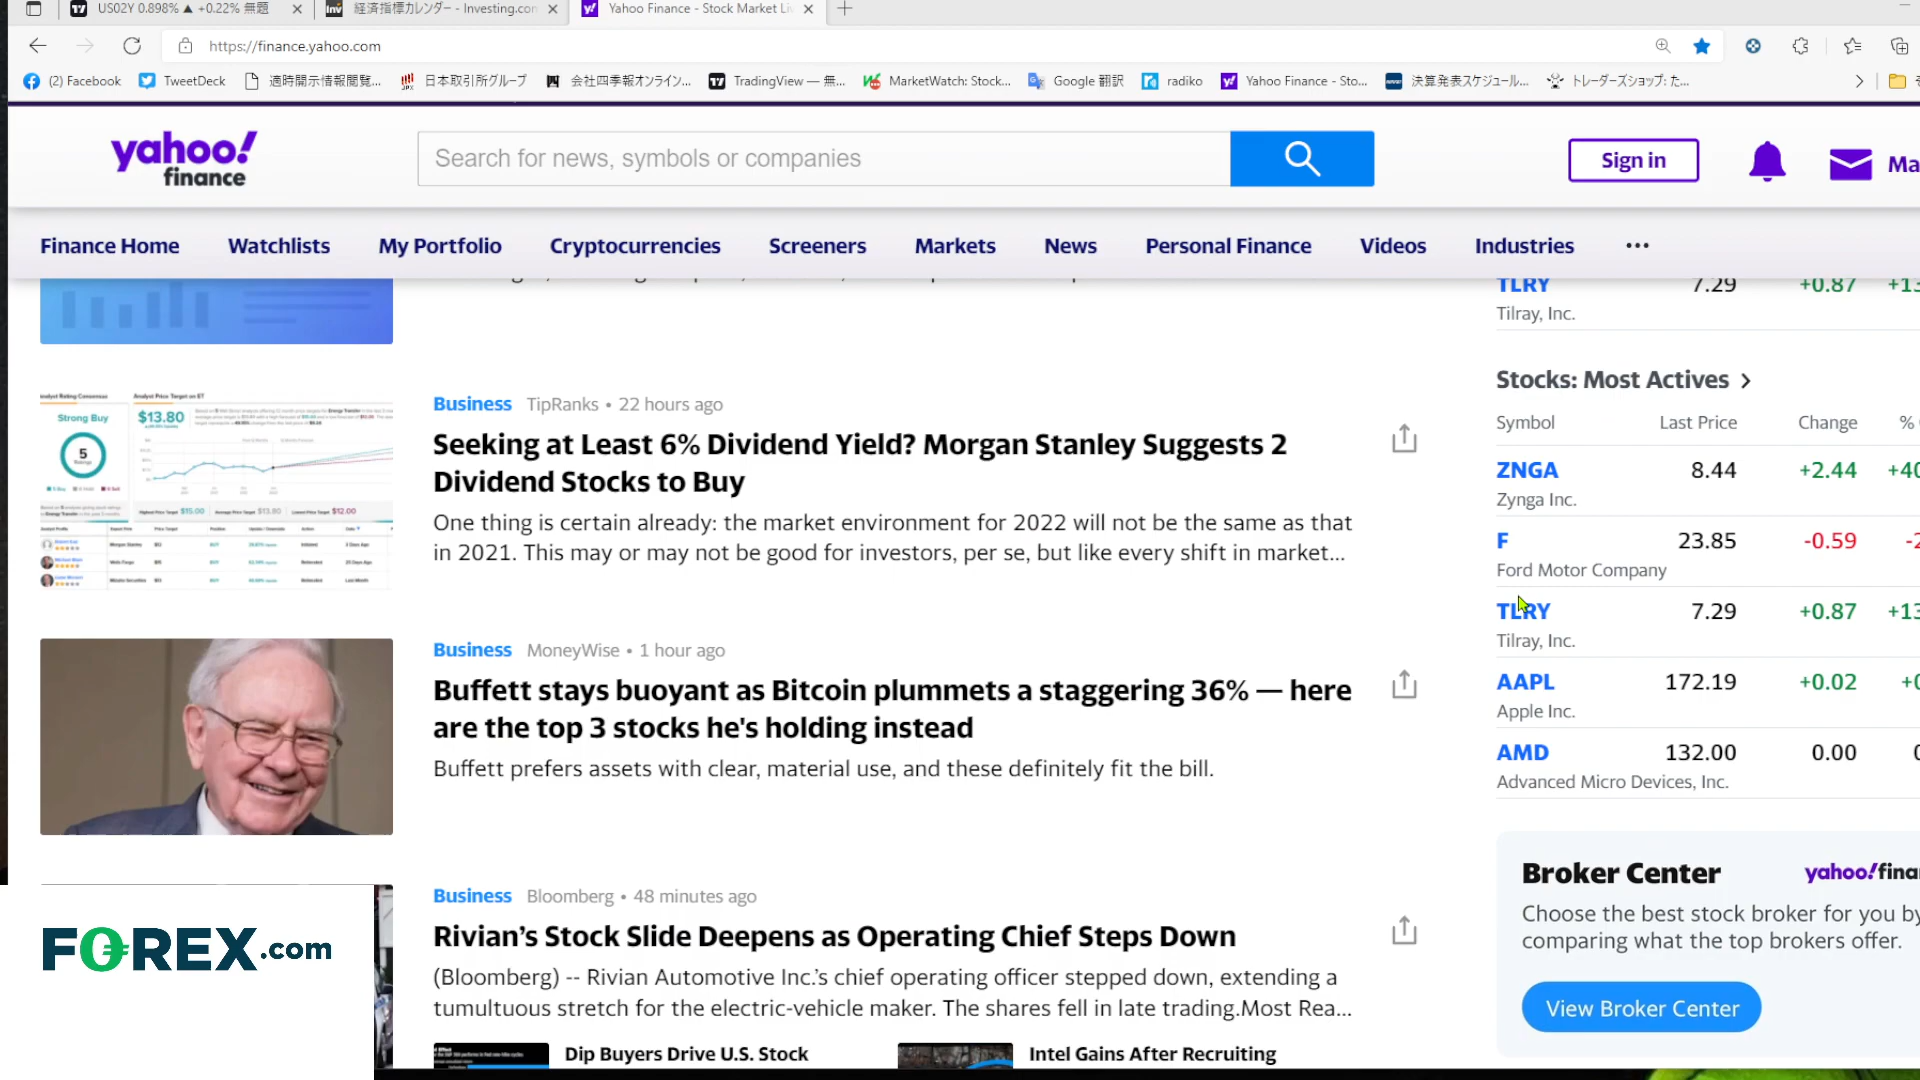 US02Y 0.898% ▲ +0.22% 無題
経済指標カレンダー - Investing.com
Yahoo Finance - Stock Market Li
https://finance.yahoo.com
(2) Facebook
TweetDeck
適時開示情報閲覧...
日本取引所グループ
会社四季報オンライン...
TradingView — 無...
MarketWatch: Stock...
Google 翻訳
radiko
Yahoo Finance - Sto...
決算発表スケジュール...
トレーダーズショップ: た...
yahoo!
finance
Search for news, symbols or companies
Sign in
Ma
Finance Home Watchlists My Portfolio Cryptocurrencies Screeners Markets News Personal Finance Videos Industries ...
TLRY 7.29 +0.87 +13
Tilray, Inc.
Strong Buy
5
$13.80
Business TipRanks • 22 hours ago
Seeking at Least 6% Dividend Yield? Morgan Stanley Suggests 2
Dividend Stocks to Buy
One thing is certain already: the market environment for 2022 will not be the same as that
in 2021. This may or may not be good for investors, per se, but like every shift in market...
Business MoneyWise • 1 hour ago
Buffett stays buoyant as Bitcoin plummets a staggering 36% — here
are the top 3 stocks he's holding instead
Buffett prefers assets with clear, material use, and these definitely fit the bill.
Business Bloomberg • 48 minutes ago
Rivian's Stock Slide Deepens as Operating Chief Steps Down
(Bloomberg) -- Rivian Automotive Inc.'s chief operating officer stepped down, extending a
tumultuous stretch for the electric-vehicle maker. The shares fell in late trading.Most Rea...
Dip Buyers Drive U.S. Stock
Intel Gains After Recruiting
Stocks: Most Actives >
Symbol Last Price Change %
ZNGA 8.44 +2.44 +40
Zynga Inc.
F 23.85 -0.59 -2
Ford Motor Company
TLRY 7.29 +0.87 +13
Tilray, Inc.
AAPL 172.19 +0.02 +0
Apple Inc.
AMD 132.00 0.00 0
Advanced Micro Devices, Inc.
Broker Center yahoo!finan
Choose the best stock broker for you by
comparing what the top brokers offer.
View Broker Center
FOREX.com